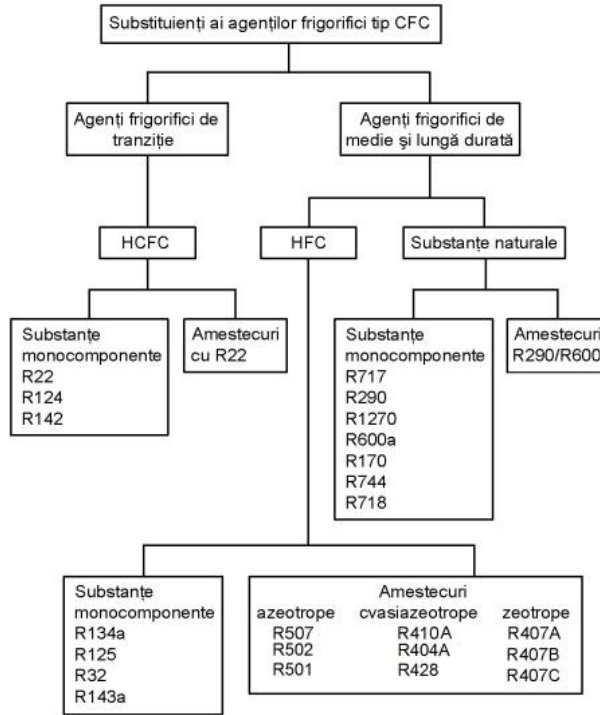 Substituienți ai agenților frigorifici tip CFC
Agenți frigorifici de
tranziție
Agenți frigorifici de
medie şi lungă durată
HCFC
HFC
Substanțe naturale
Substanțe
monocomponente
R22
R124
R142
Amestecuri
cu R22
Substanțe
monocomponente
R717
R290
R1270
R600a
R170
R744
R718
Amestecuri
R290/R600
Substanțe
monocomponente
R134a
R125
R32
R143a
Amestecuri
azeotrope cvasiazeotrope zeotrope
R507 R410A R407A
R502 R404A R407B
R501 R428 R407C